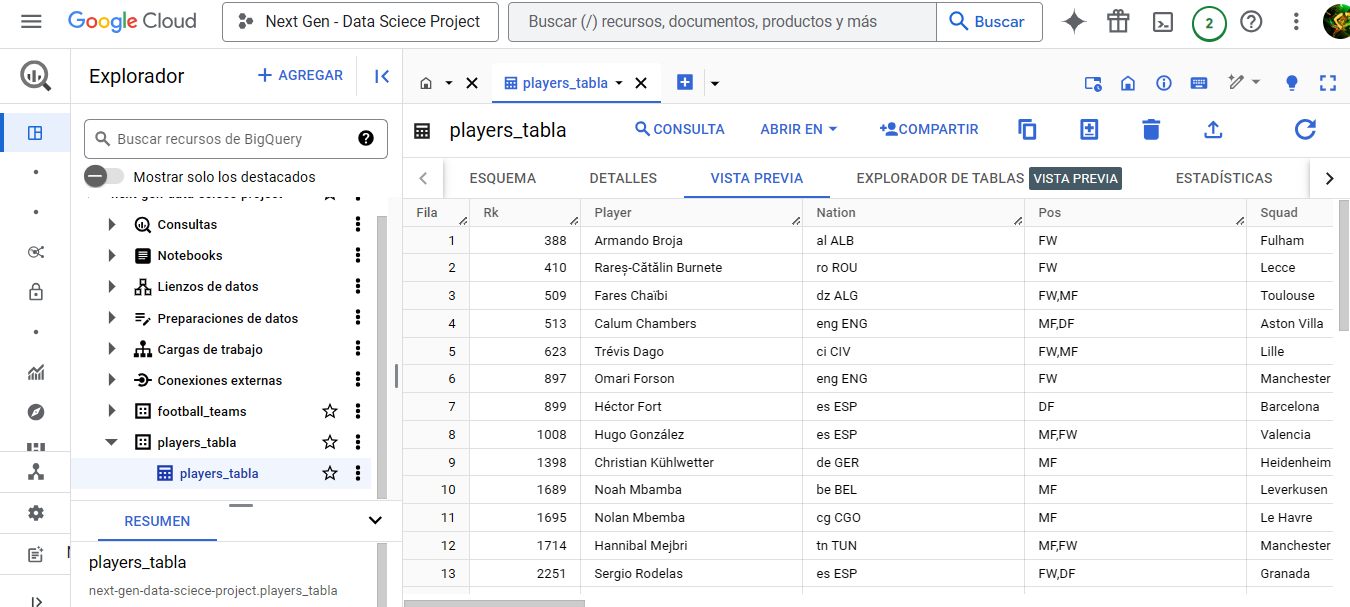 Google Cloud
Next Gen - Data Sciece Project
Buscar (/) recursos, documentos, productos y más
Buscar
2
Explorador
AGREGAR
players_tabla
Buscar recursos de BigQuery
Mostrar solo los destacados
next-gen-data-sciece-project
Consultas
Notebooks
Lienzos de datos
Preparaciones de datos
Cargas de trabajo
Conexiones externas
football_teams
players_tabla
players_tabla
RESUMEN
players_tabla
next-gen-data-sciece-project.players_tabla
players_tabla
CONSULTA
ABRIR EN
COMPARTIR
ESQUEMA
DETALLES
VISTA PREVIA
EXPLORADOR DE TABLAS
VISTA PREVIA
ESTADÍSTICAS
Fila Rk Player Nation Pos Squad
1 388 Armando Broja al ALB FW Fulham
2 410 Rareș-Cătălin Burnete ro ROU FW Lecce
3 509 Fares Chaïbi dz ALG FW,MF Toulouse
4 513 Calum Chambers eng ENG MF,DF Aston Villa
5 623 Trévis Dago ci CIV FW,MF Lille
6 897 Omari Forson eng ENG FW Manchester
7 899 Héctor Fort es ESP DF Barcelona
8 1008 Hugo González es ESP MF,FW Valencia
9 1398 Christian Kühlwetter de GER MF Heidenheim
10 1689 Noah Mbamba be BEL MF Leverkusen
11 1695 Nolan Mbemba cg CGO MF Le Havre
12 1714 Hannibal Mejbri tn TUN MF,FW Manchester
13 2251 Sergio Rodelas es ESP FW,DF Granada